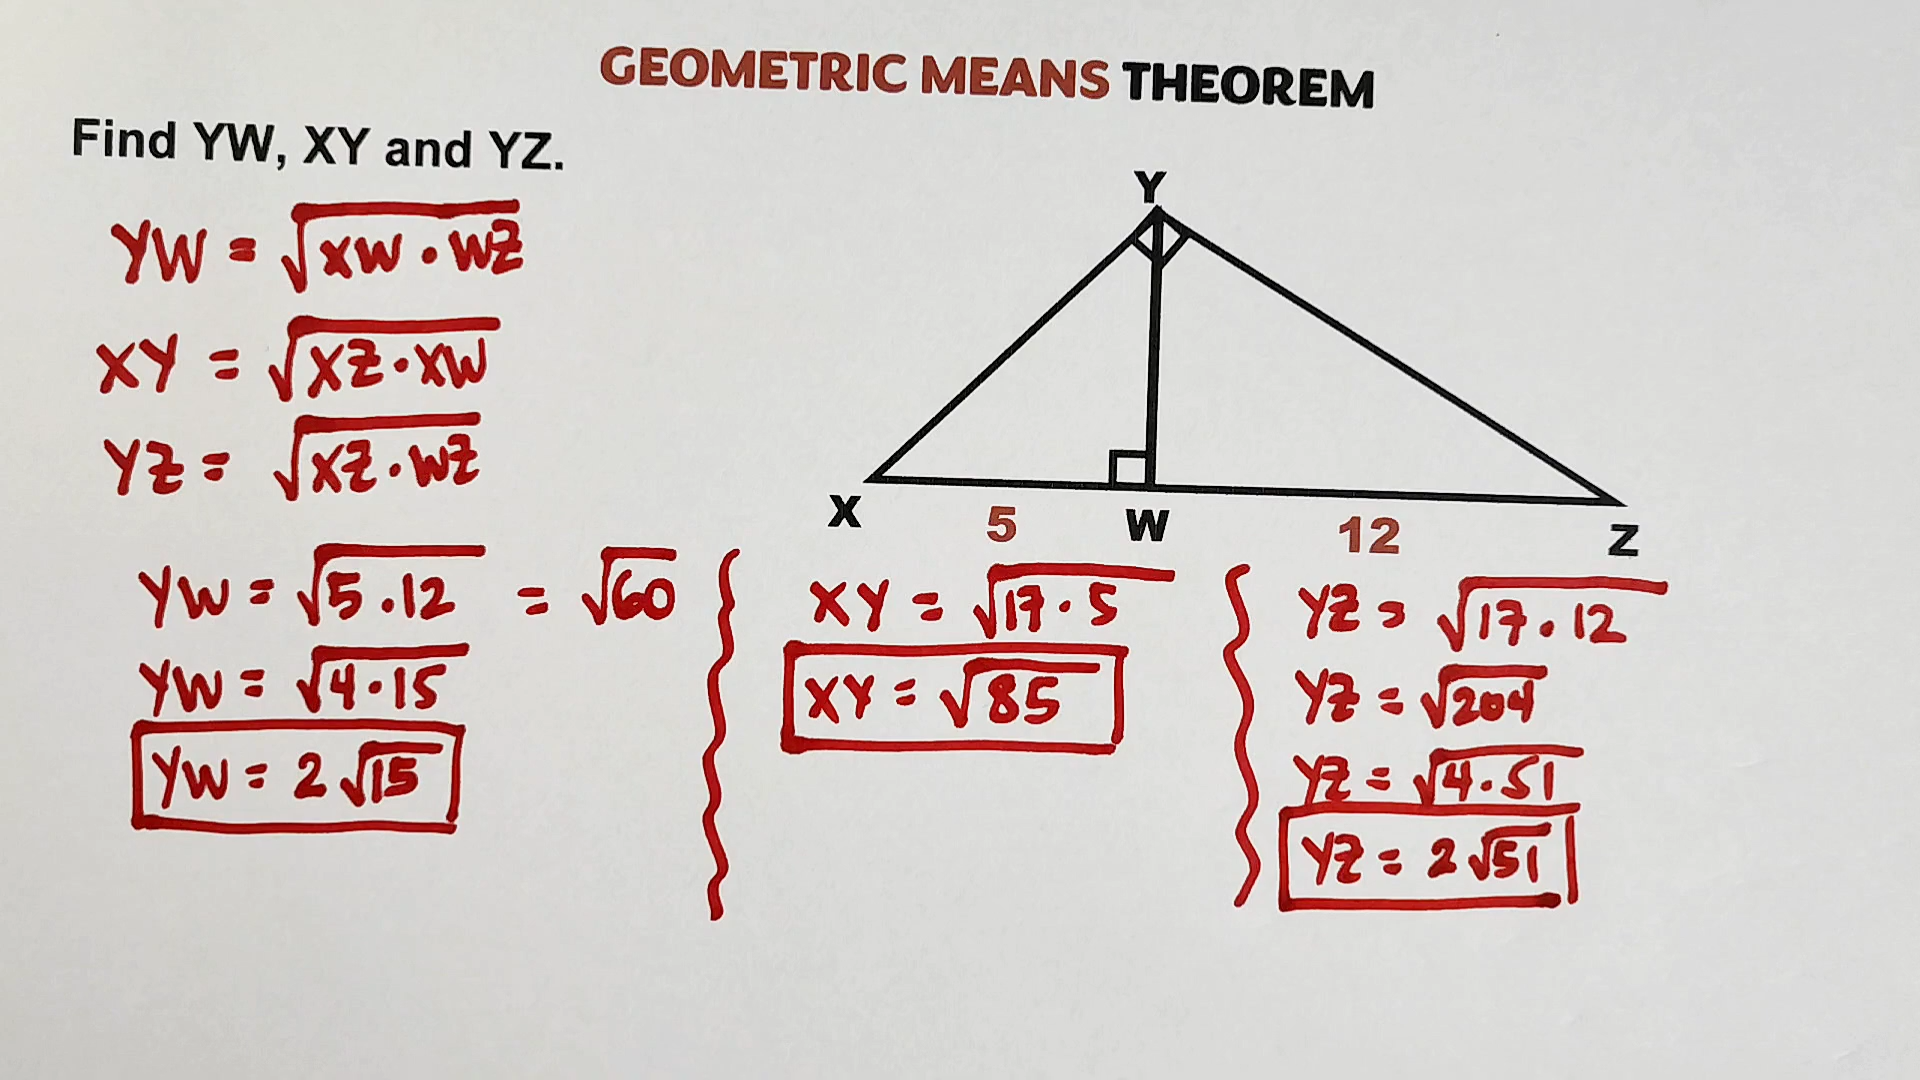 GEOMETRIC MEANS THEOREM
Find YW, XY and YZ.
YW = √XW · WZ
XY = √XZ · XW
YZ = √XZ · WZ
Y
X
5
W
12
Z
YW = √5 · 12 = √60
YW = √4 · 15
YW = 2√15
XY = √17 · 5
XY = √85
YZ = √17 · 12
YZ = √204
YZ = √4 · 51
YZ = 2√51